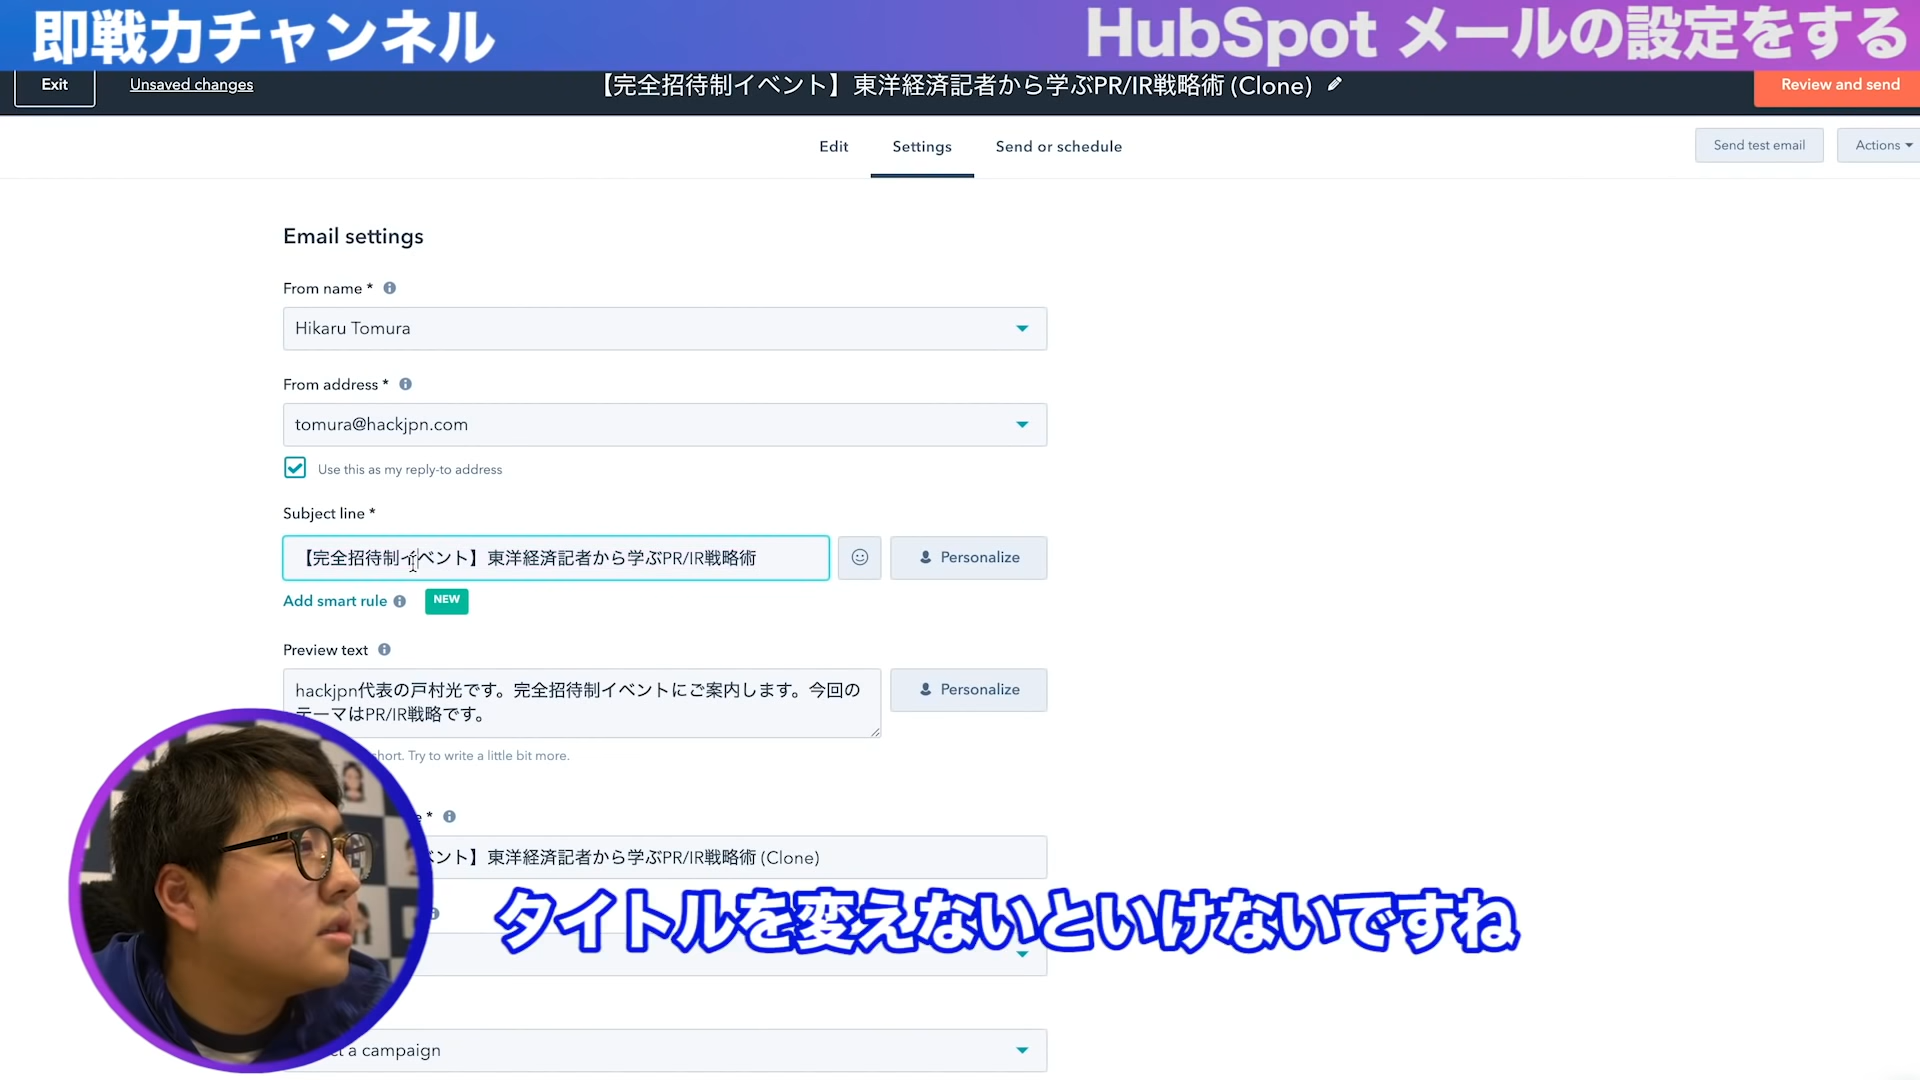 即戦力チャンネル
HubSpot メールの設定をする
Exit
Unsaved changes
【完全招待制イベント】東洋経済記者から学ぶPR/IR戦略術 (Clone)
Review and send
Edit
Settings
Send or schedule
Send test email
Actions
Email settings
From name *
Hikaru Tomura
From address *
tomura@hackjpn.com
Use this as my reply-to address
Subject line *
【完全招待制イベント】東洋経済記者から学ぶPR/IR戦略術
Personalize
Add smart rule
NEW
Preview text
hackjpn代表の戸村光です。完全招待制イベントにご案内します。今回の
テーマはPR/IR戦略です。
Personalize
short. Try to write a little bit more.
*
ベント】東洋経済記者から学ぶPR/IR戦略術 (Clone)
タイトルを変えないといけないですね
a campaign